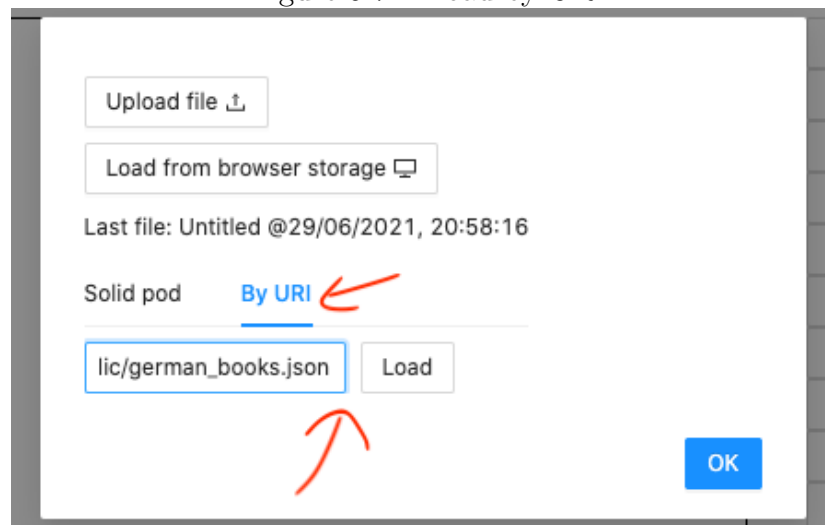 Upload file
Load from browser storage
Last file: Untitled @29/06/2021, 20:58:16
Solid pod By URI
lic/german_books.json Load
OK